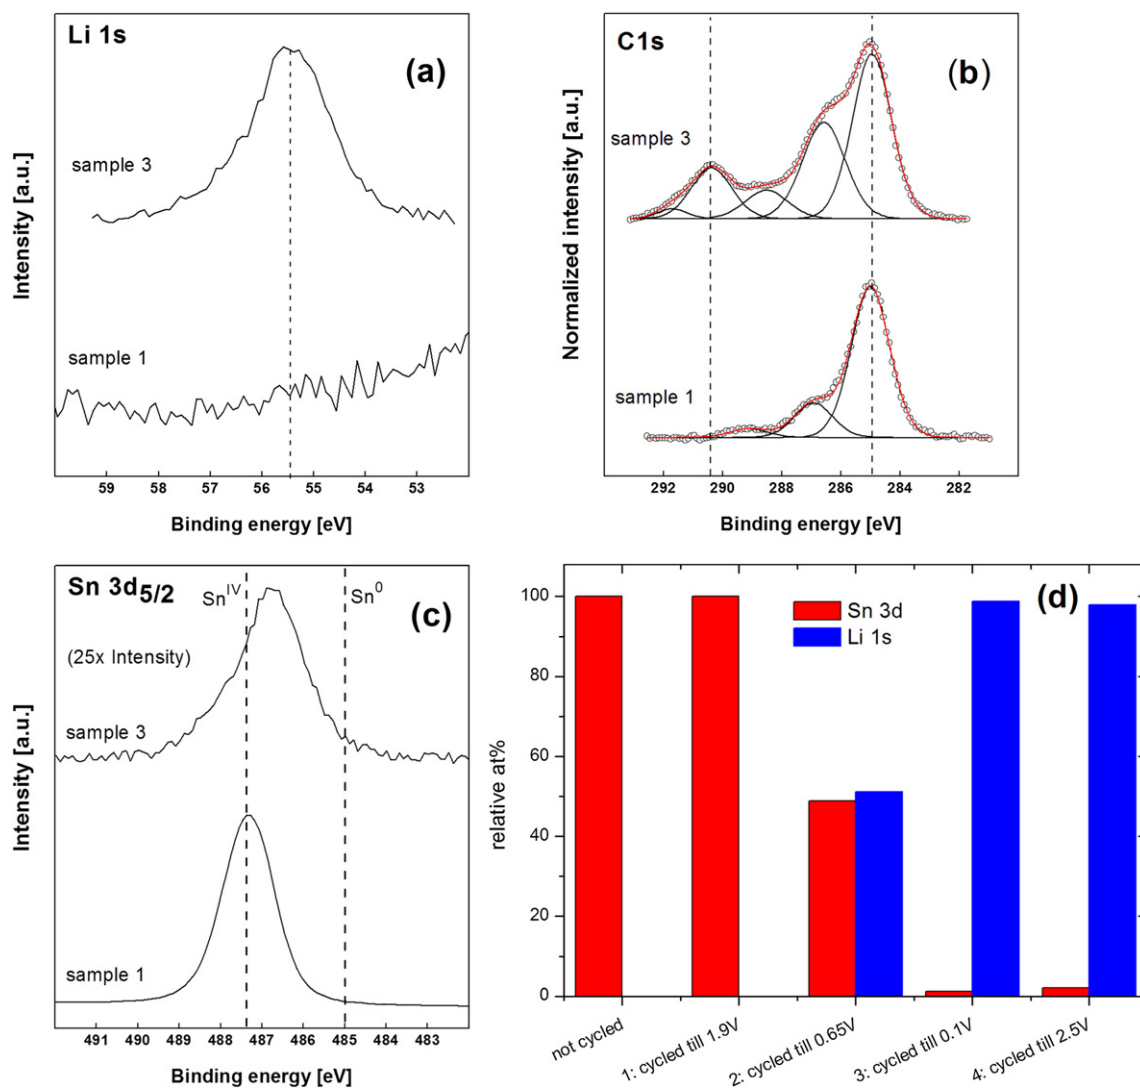 Li 1s
(a)
sample 3
sample 1
Intensity [a.u.]
59 58 57 56 55 54 53
Binding energy [eV]
C1s
(b)
sample 3
sample 1
Normalized intensity [a.u.]
292 290 288 286 284 282
Binding energy [eV]
Sn 3d5/2
Sn^IV
Sn^0
(c)
(25x Intensity)
sample 3
sample 1
Intensity [a.u.]
491 490 489 488 487 486 485 484 483
Binding energy [eV]
(d)
Sn 3d
Li 1s
100
80
60
40
20
0
relative at%
not cycled
1: cycled till 1.9V
2: cycled till 0.65V
3: cycled till 0.1V
4: cycled till 2.5V